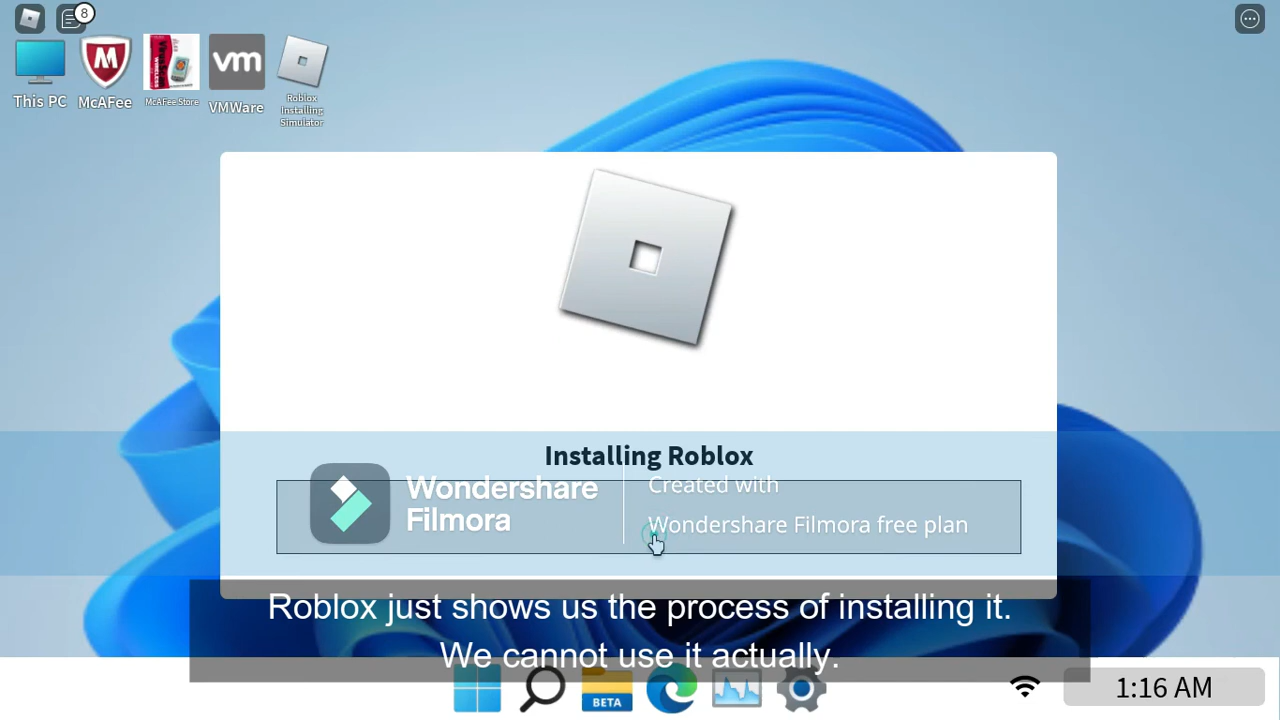 8
This PC
McAfee
McAfee Store
VMWare
Roblox
Installing
Simulator
M
vm
Installing Roblox
Wondershare
Filmora
Created with
Wondershare Filmora free plan
Roblox just shows us the process of installing it.
We cannot use it actually.
BETA
1:16 AM